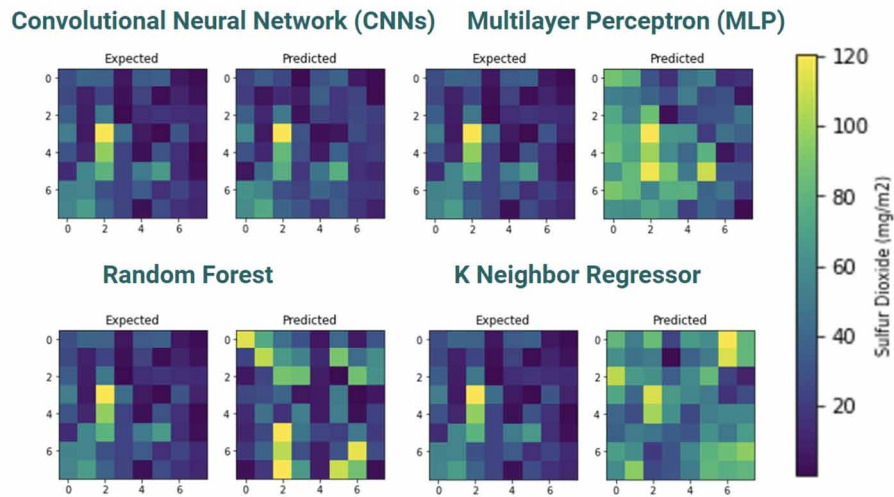 Convolutional Neural Network (CNNs)
Multilayer Perceptron (MLP)
Expected
Predicted
Expected
Predicted
0
2
4
6
0 2 4 6
0
2
4
6
0 2 4 6
0
2
4
6
0 2 4 6
0
2
4
6
0 2 4 6
Random Forest
K Neighbor Regressor
Expected
Predicted
Expected
Predicted
0
2
4
6
0 2 4 6
0
2
4
6
0 2 4 6
0
2
4
6
0 2 4 6
0
2
4
6
0 2 4 6
120
100
80
60
40
20
Sulfur Dioxide (mg/m2)